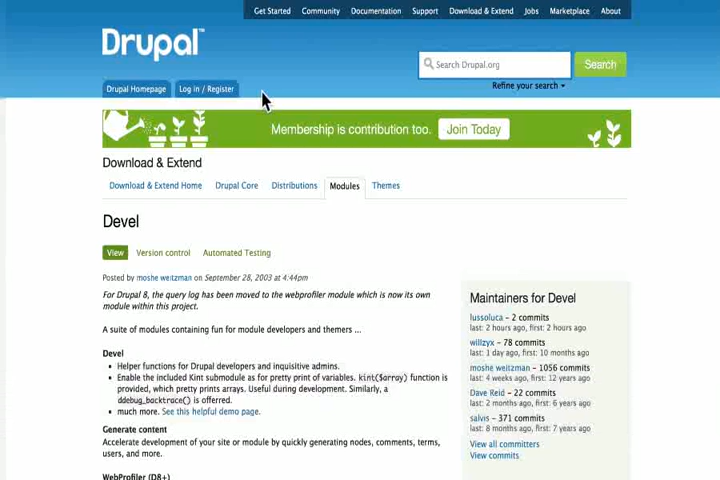 Get Started Community Documentation Support Download & Extend Jobs Marketplace About
Drupal™
Search Drupal.org
Search
Refine your search
Drupal Homepage
Log in / Register
Membership is contribution too.
Join Today
Download & Extend
Download & Extend Home Drupal Core Distributions Modules Themes
Devel
View Version control Automated Testing
Posted by moshe weitzman on September 28, 2003 at 4:44pm
For Drupal 8, the query log has been moved to the webprofiler module which is now its own
module within this project.
A suite of modules containing fun for module developers and themers ...
Devel
• Helper functions for Drupal developers and inquisitive admins.
• Enable the included Kint submodule as for pretty print of variables. kint($array) function is
provided, which pretty prints arrays. Useful during development. Similarly, a
ddebug_backtrace() is offered.
• much more. See this helpful demo page.
Generate content
Accelerate development of your site or module by quickly generating nodes, comments, terms,
users, and more.
WebProfiler (D8+)
Maintainers for Devel
lussoluca – 2 commits
last: 2 hours ago, first: 2 hours ago
willzyx – 78 commits
last: 1 day ago, first: 10 months ago
moshe weitzman – 1056 commits
last: 4 weeks ago, first: 12 years ago
Dave Reid – 22 commits
last: 2 months ago, first: 6 years ago
salvis – 371 commits
last: 8 months ago, first: 7 years ago
View all committers
View commits